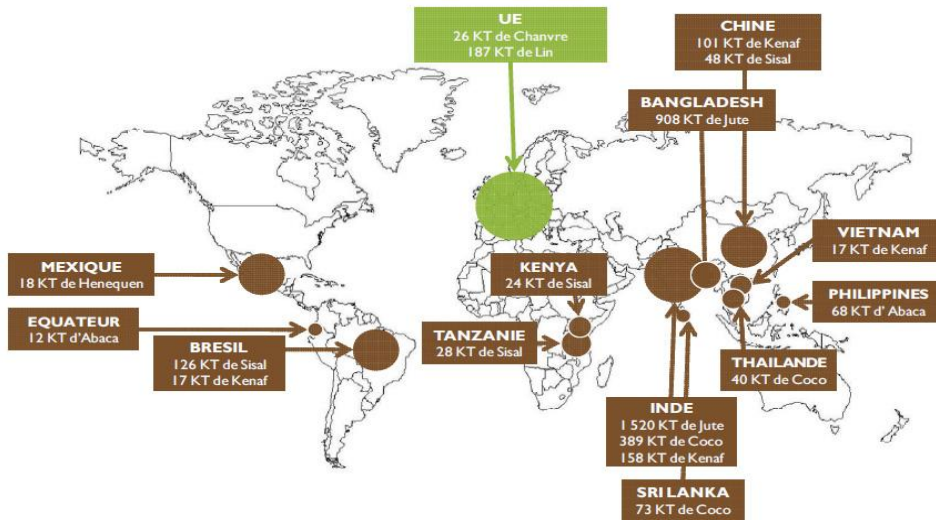 UE
26 KT de Chanvre
187 KT de Lin
CHINE
101 KT de Kenaf
48 KT de Sisal
BANGLADESH
908 KT de Jute
VIETNAM
17 KT de Kenaf
MEXIQUE
18 KT de Henequen
KENYA
24 KT de Sisal
PHILIPPINES
68 KT d' Abaca
EQUATEUR
12 KT d'Abaca
BRESIL
126 KT de Sisal
17 KT de Kenaf
TANZANIE
28 KT de Sisal
THAILANDE
40 KT de Coco
INDE
1 520 KT de Jute
389 KT de Coco
158 KT de Kenaf
SRI LANKA
73 KT de Coco